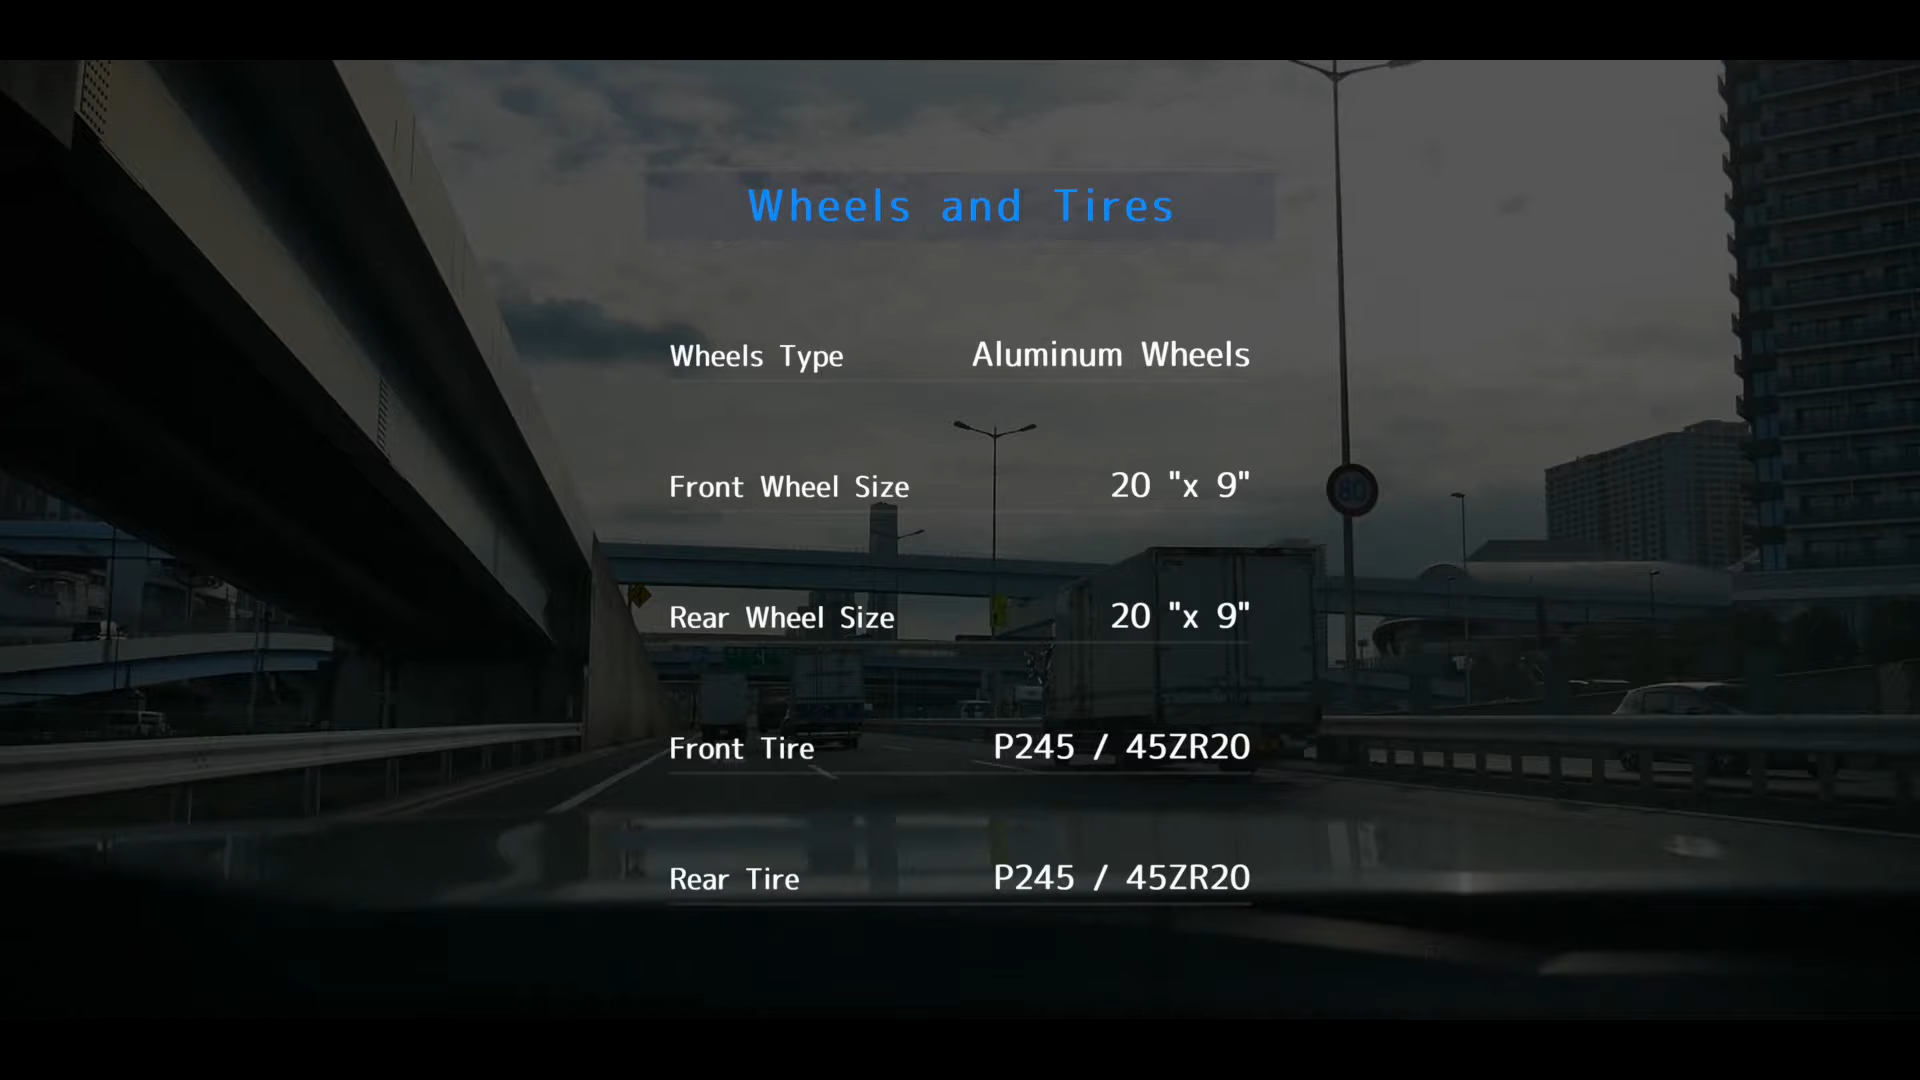 Wheels and Tires
Wheels Type Aluminum Wheels
Front Wheel Size 20 "x 9"
Rear Wheel Size 20 "x 9"
Front Tire P245 / 45ZR20
Rear Tire P245 / 45ZR20